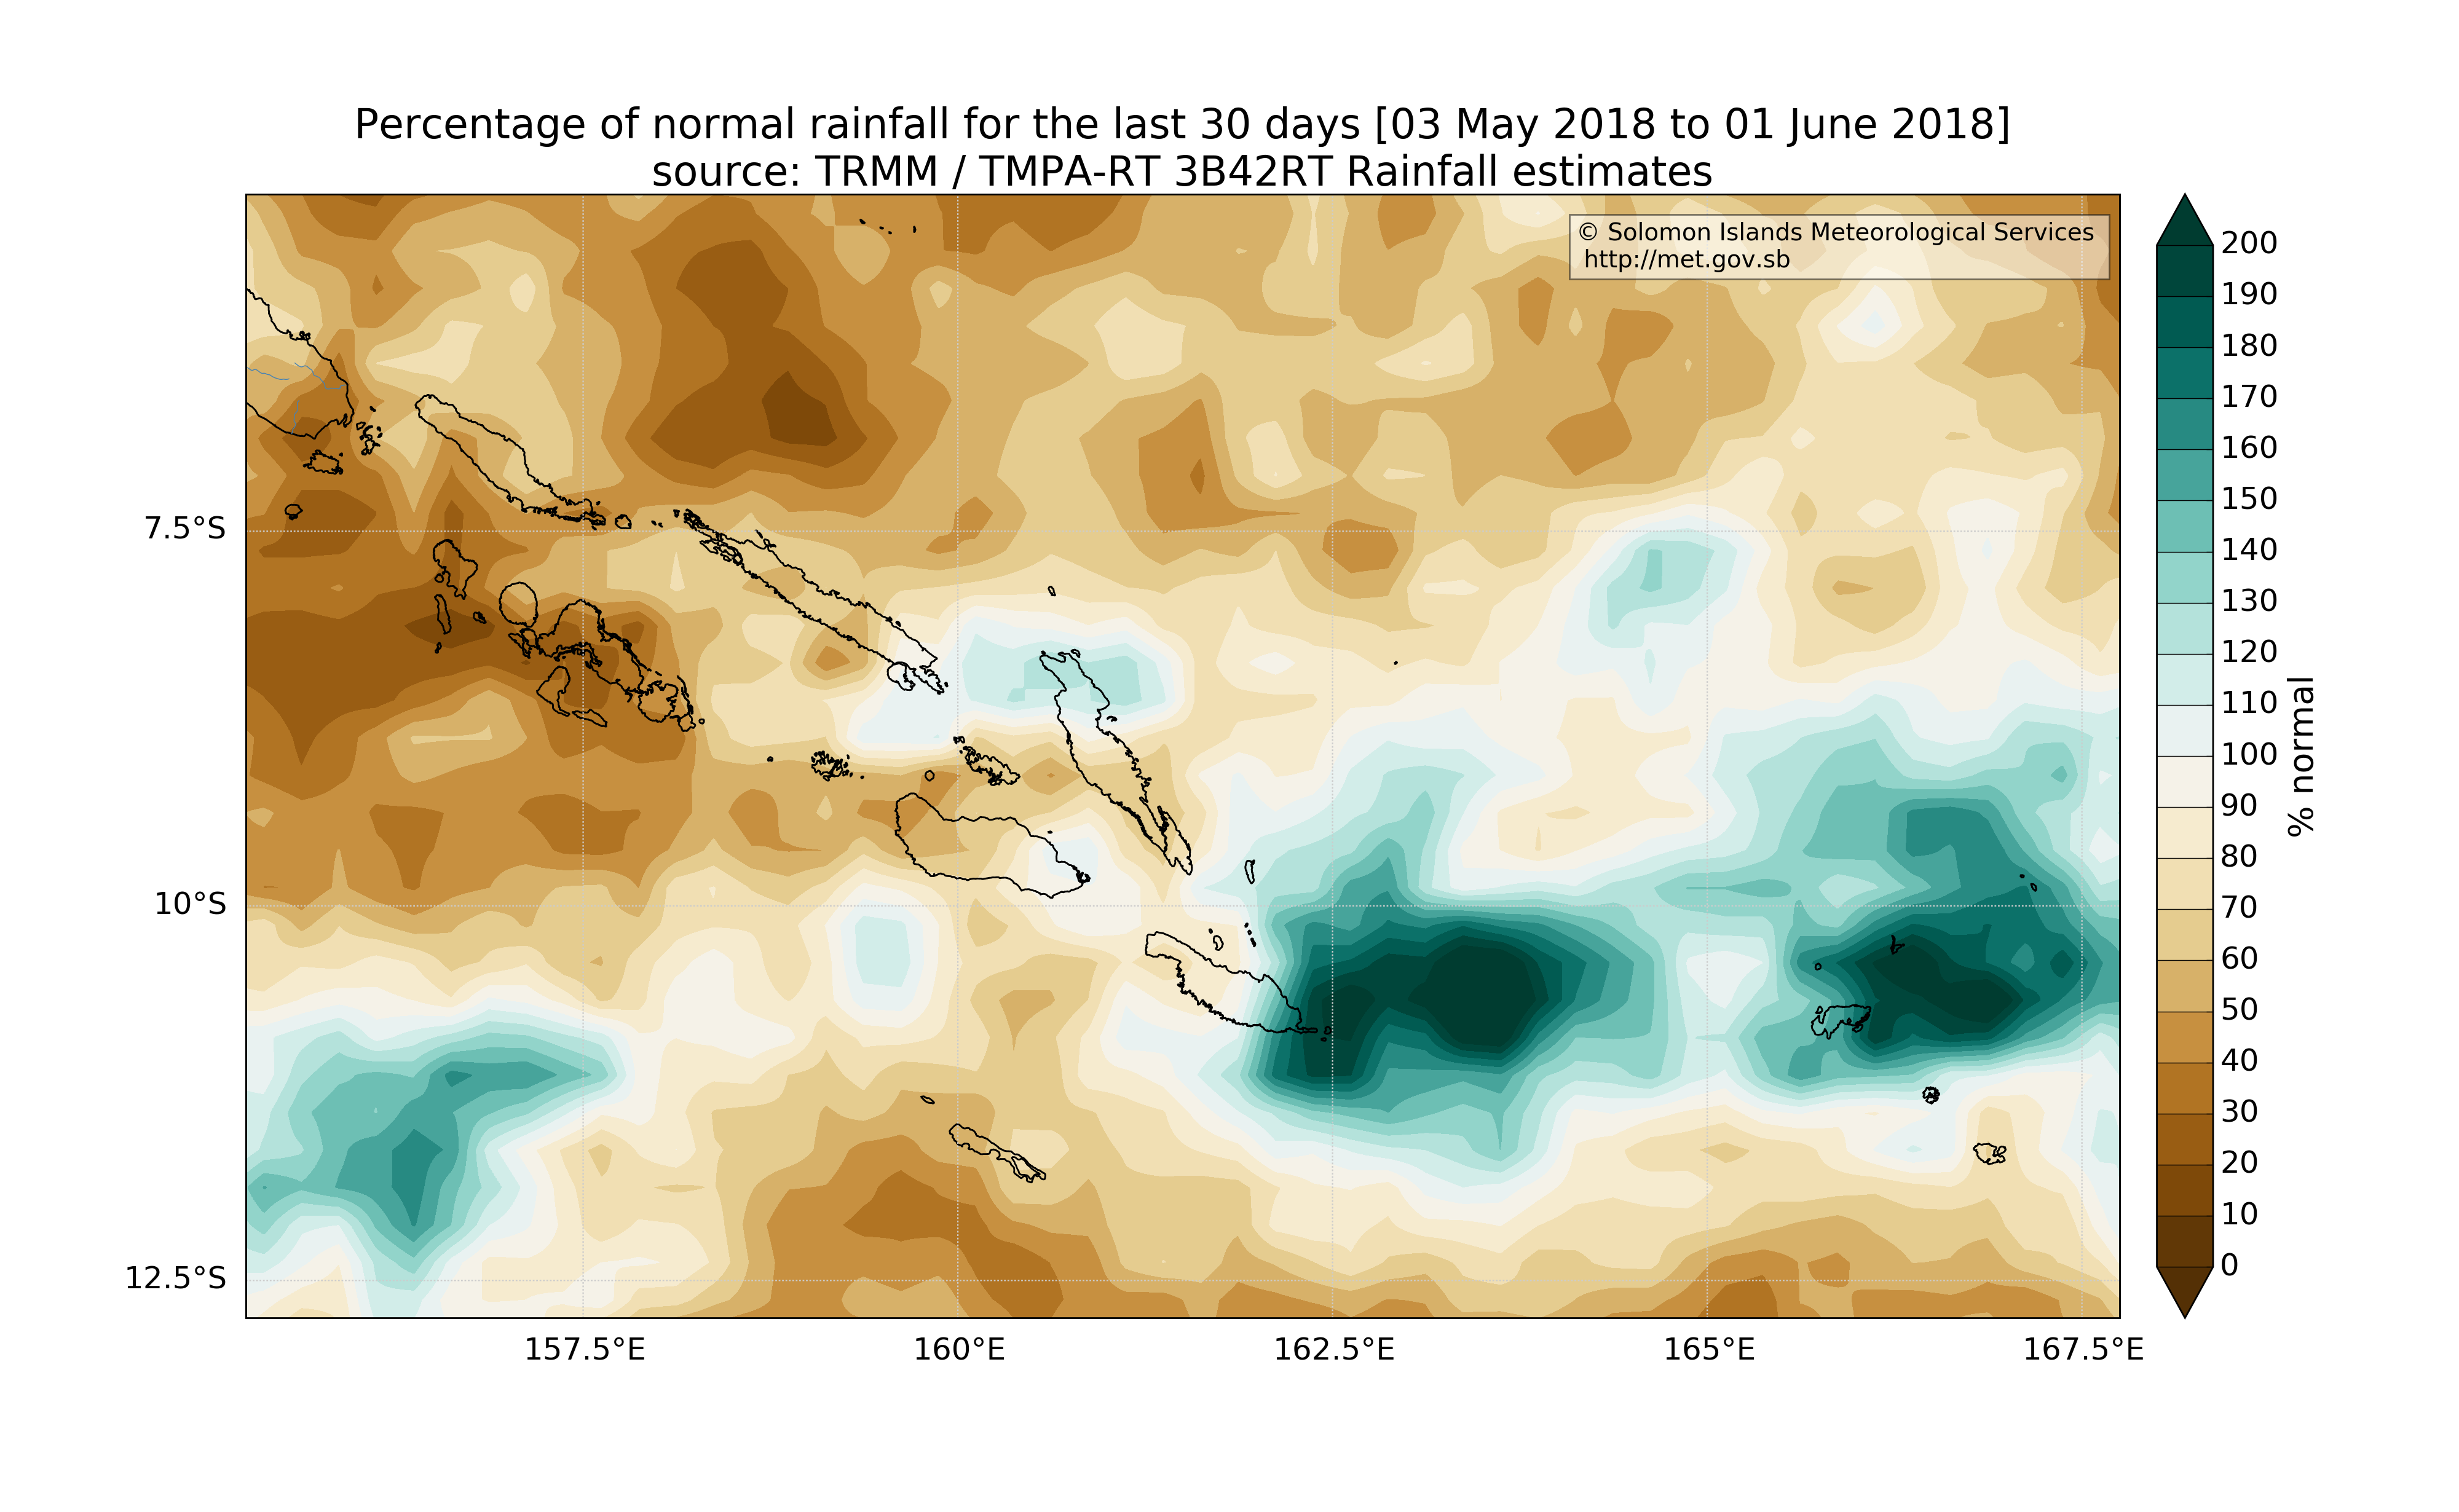 Percentage of normal rainfall for the last 30 days [03 May 2018 to 01 June 2018]
source: TRMM / TMPA-RT 3B42RT Rainfall estimates
© Solomon Islands Meteorological Services
http://met.gov.sb
7.5°S
10°S
12.5°S
157.5°E
160°E
162.5°E
165°E
167.5°E
200
190
180
170
160
150
140
130
120
110
100
90
80
70
60
50
40
30
20
10
0
% normal